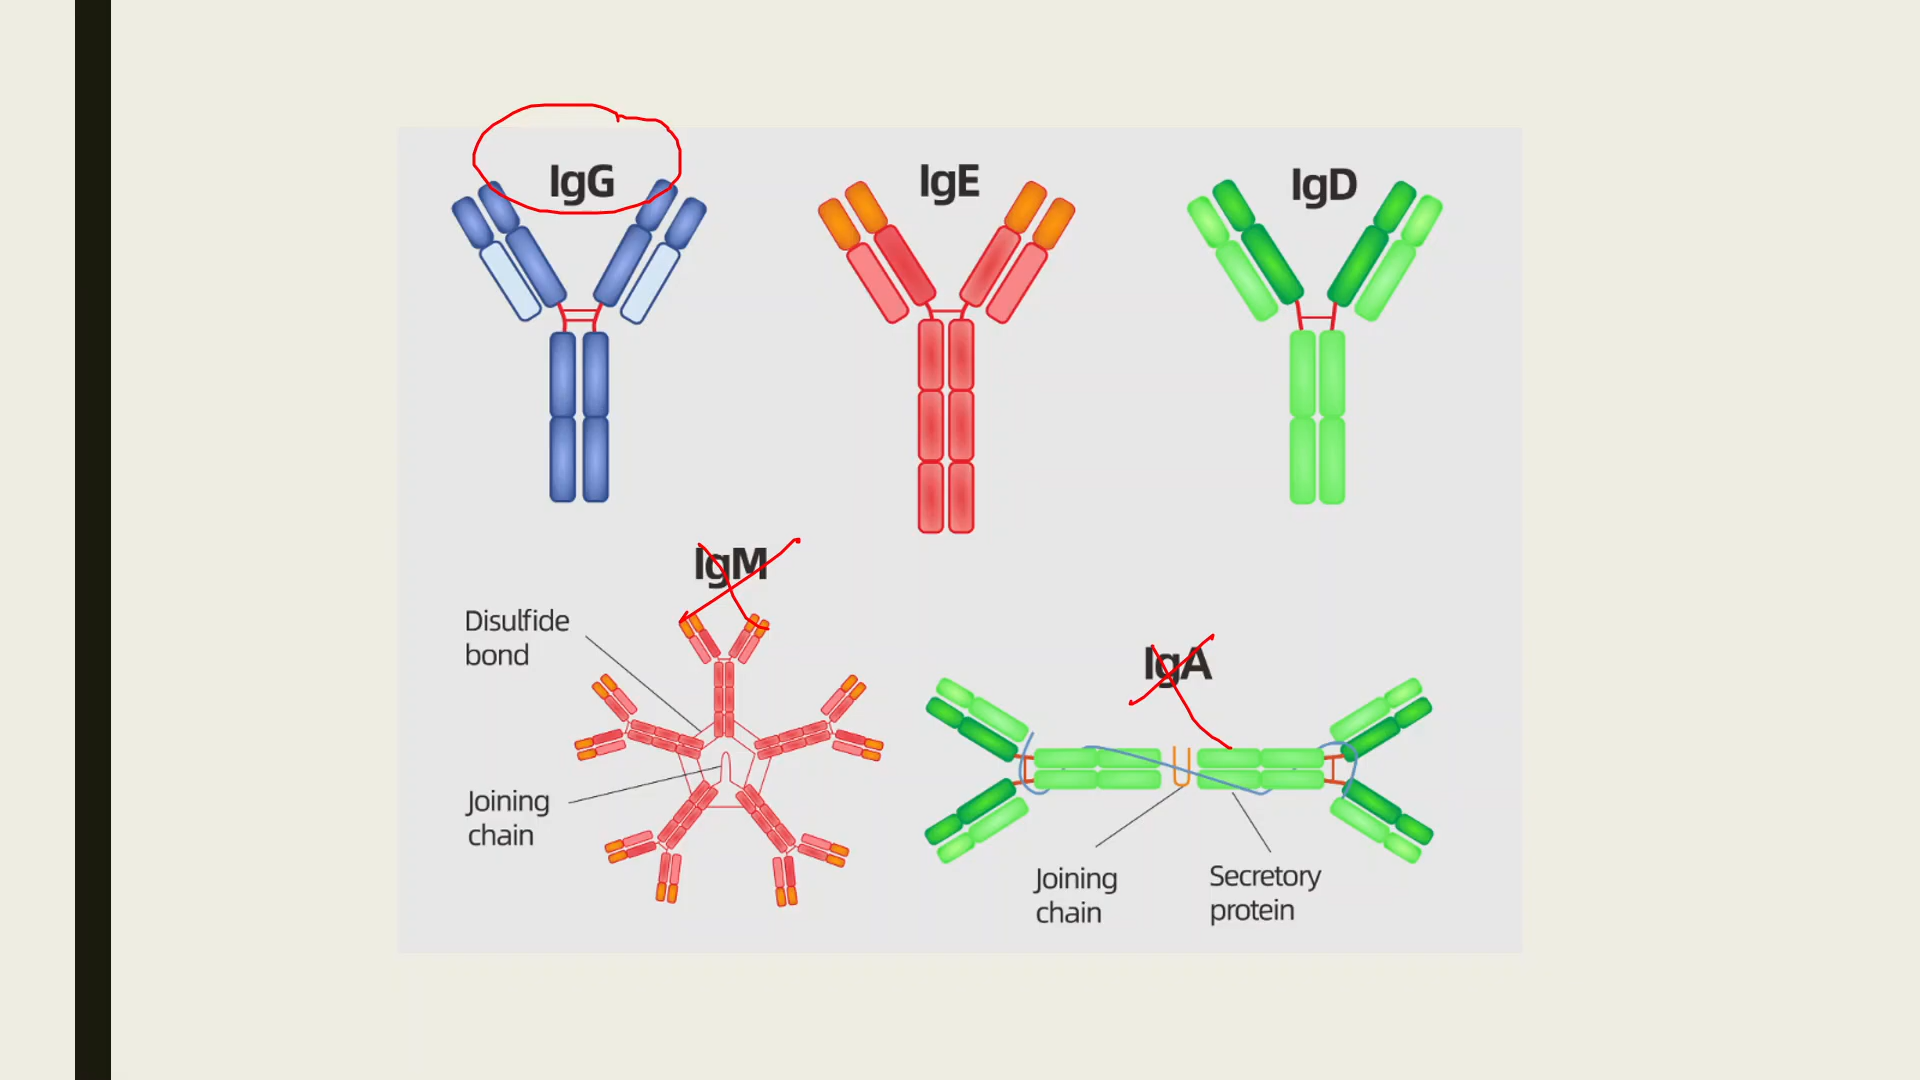 IgG
IgE
IgD
IgM
Disulfide
bond
Joining
chain
IgA
Joining
chain
Secretory
protein